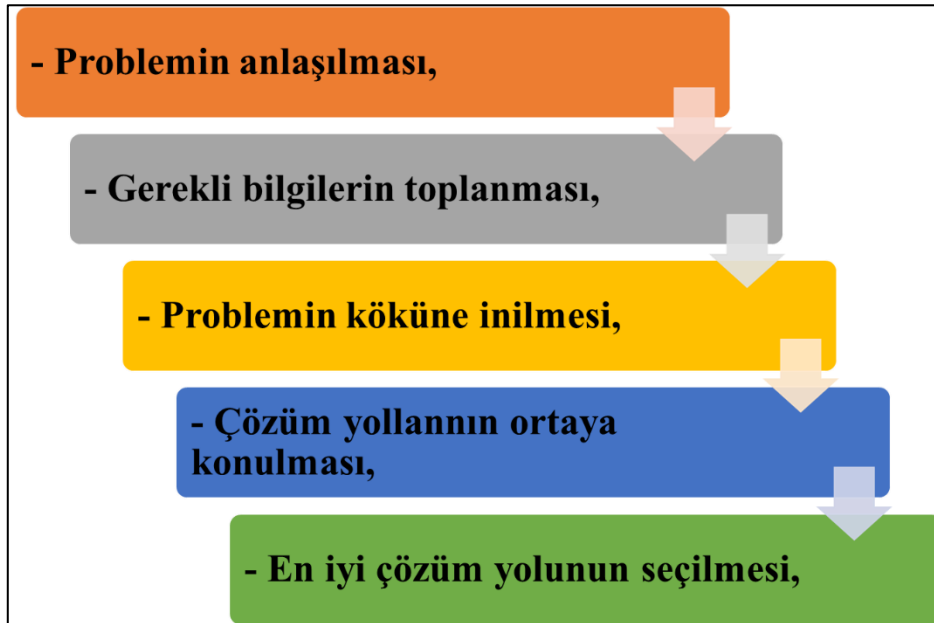 - Problemin anlaşılması,
- Gerekli bilgilerin toplanması,
- Problemin köküne inilmesi,
- Çözüm yollannın ortaya
konulması,
- En iyi çözüm yolunun seçilmesi,